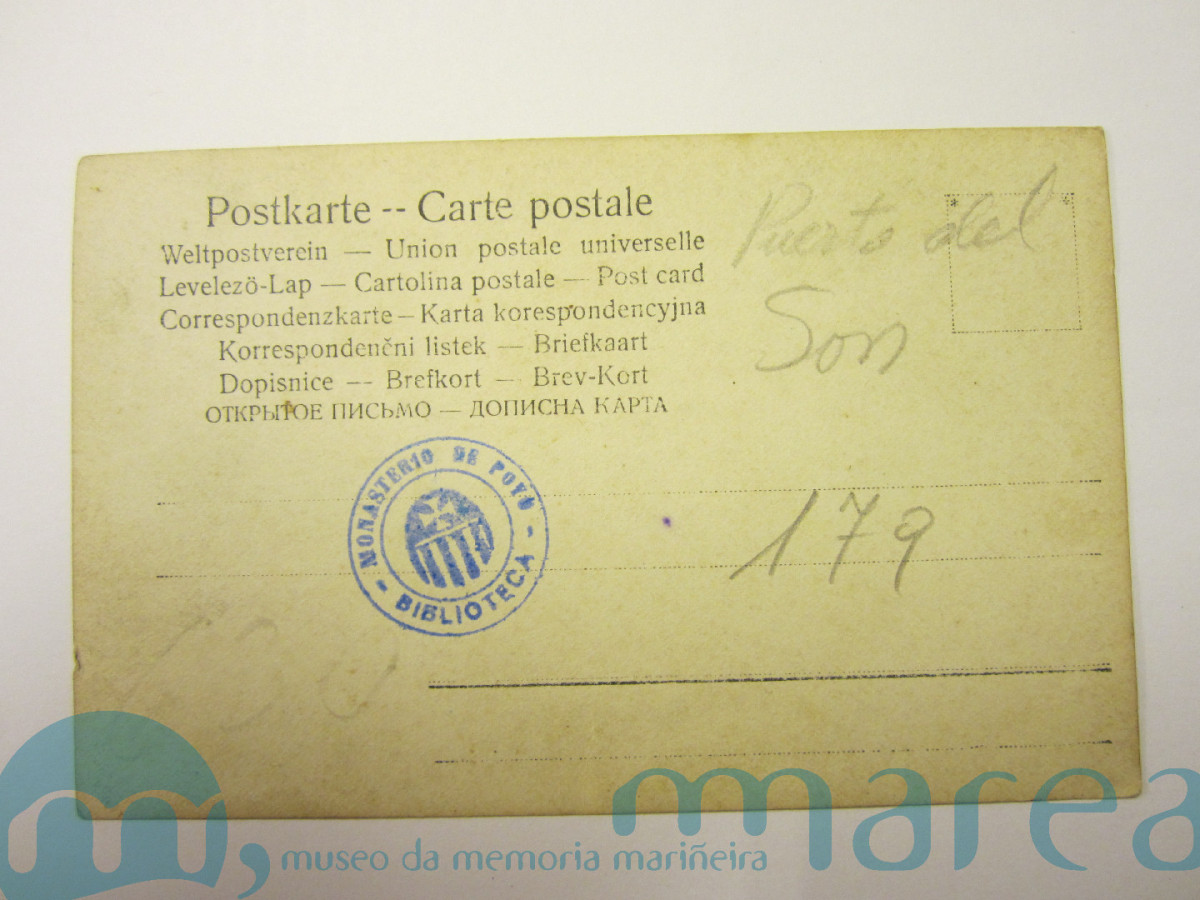 Postkarte -- Carte postale
Weltpostverein — Union postale universelle
Levelezö-Lap — Cartolina postale — Post card
Correspondenzkarte — Karta korespondencyjna
Korrespondenční listek — Briefkaart
Dopisnice -- Brefkort — Brev-Kort
ОТКРЫТОЕ ПИСЬМО — ДОПИСНА КАРТА
Puerto del
Son
- MONASTERIO DE POYO -
BIBLIOTECA
179
m, museo da memoria mariñeira
marea